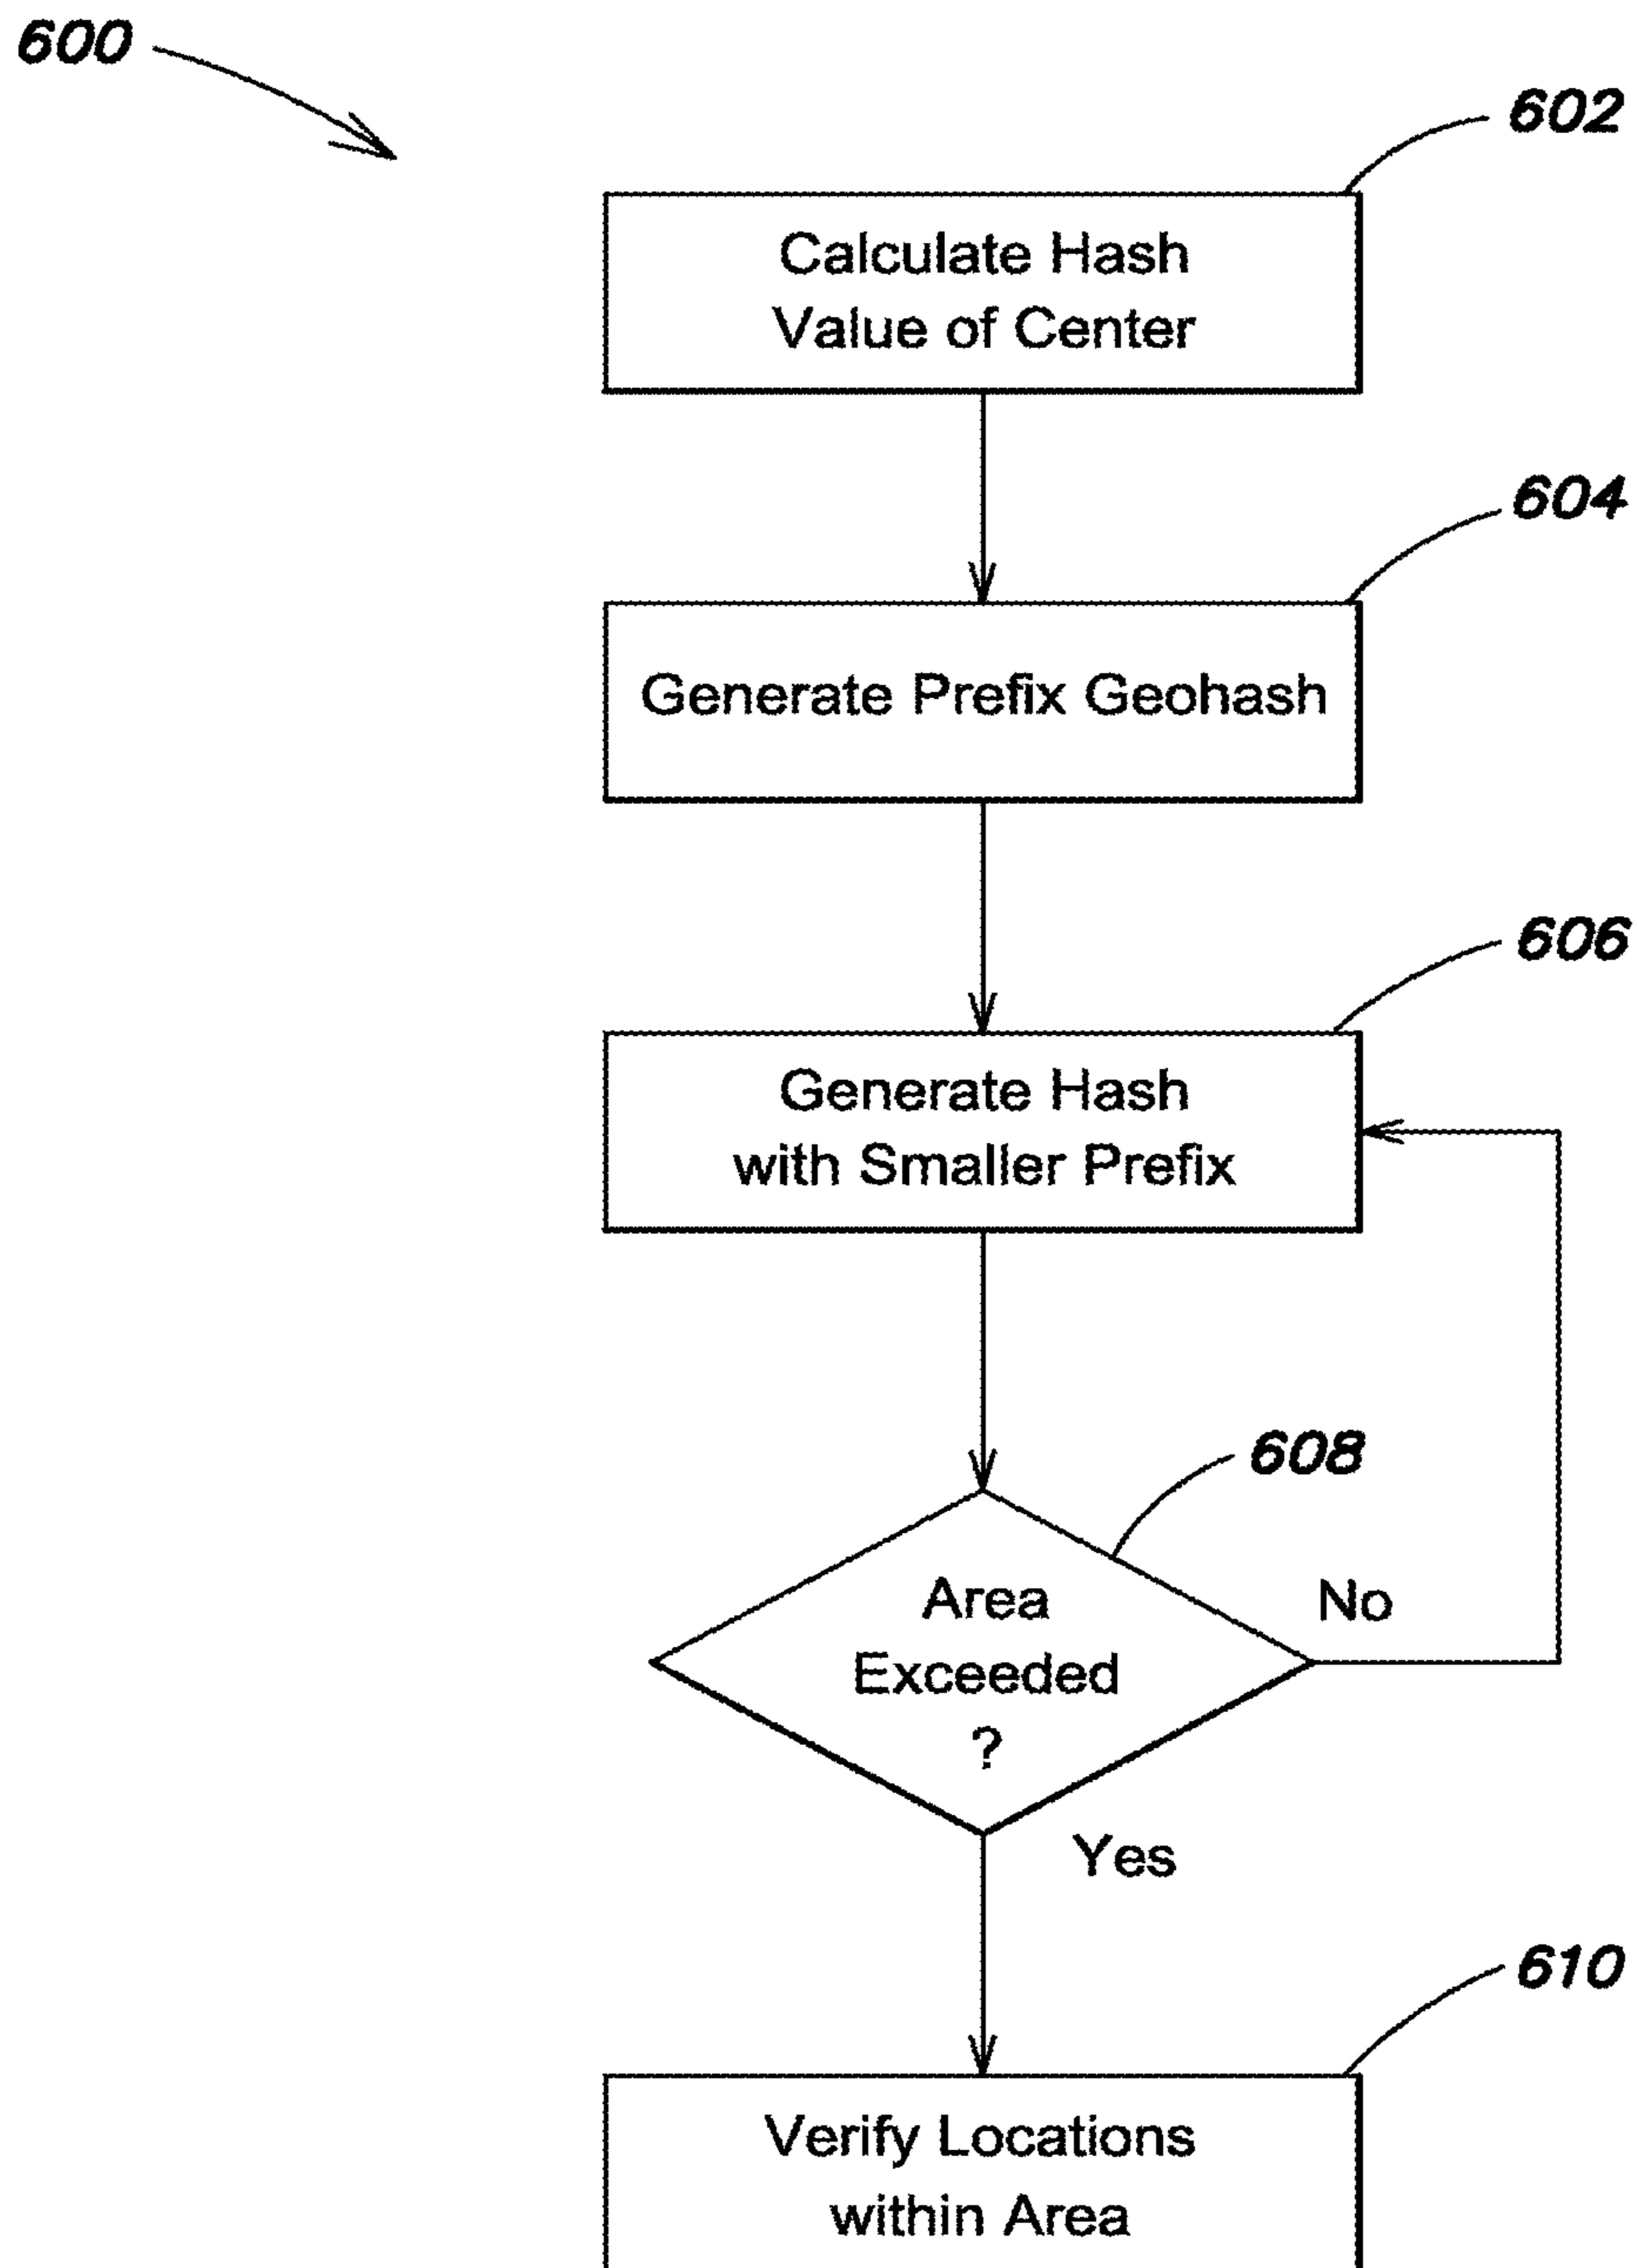 600
602
Calculate Hash
Value of Center
604
Generate Prefix Geohash
606
Generate Hash
with Smaller Prefix
608
Area
Exceeded
?
No
Yes
610
Verify Locations
within Area